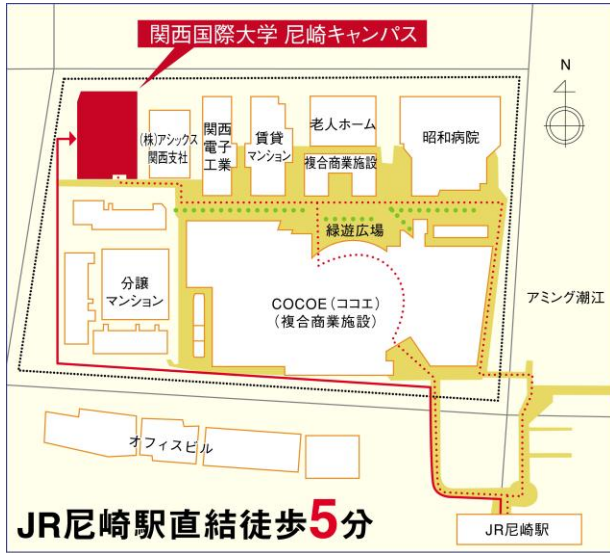 関西国際大学 尼崎キャンパス
N
(株)アシックス
関西支社
関西
電子
工業
賃貸
マンション
老人ホーム
複合商業施設
昭和病院
緑遊広場
分譲
マンション
COCOE(ココエ)
(複合商業施設)
アミング潮江
オフィスビル
JR尼崎駅直結徒歩5分
JR尼崎駅